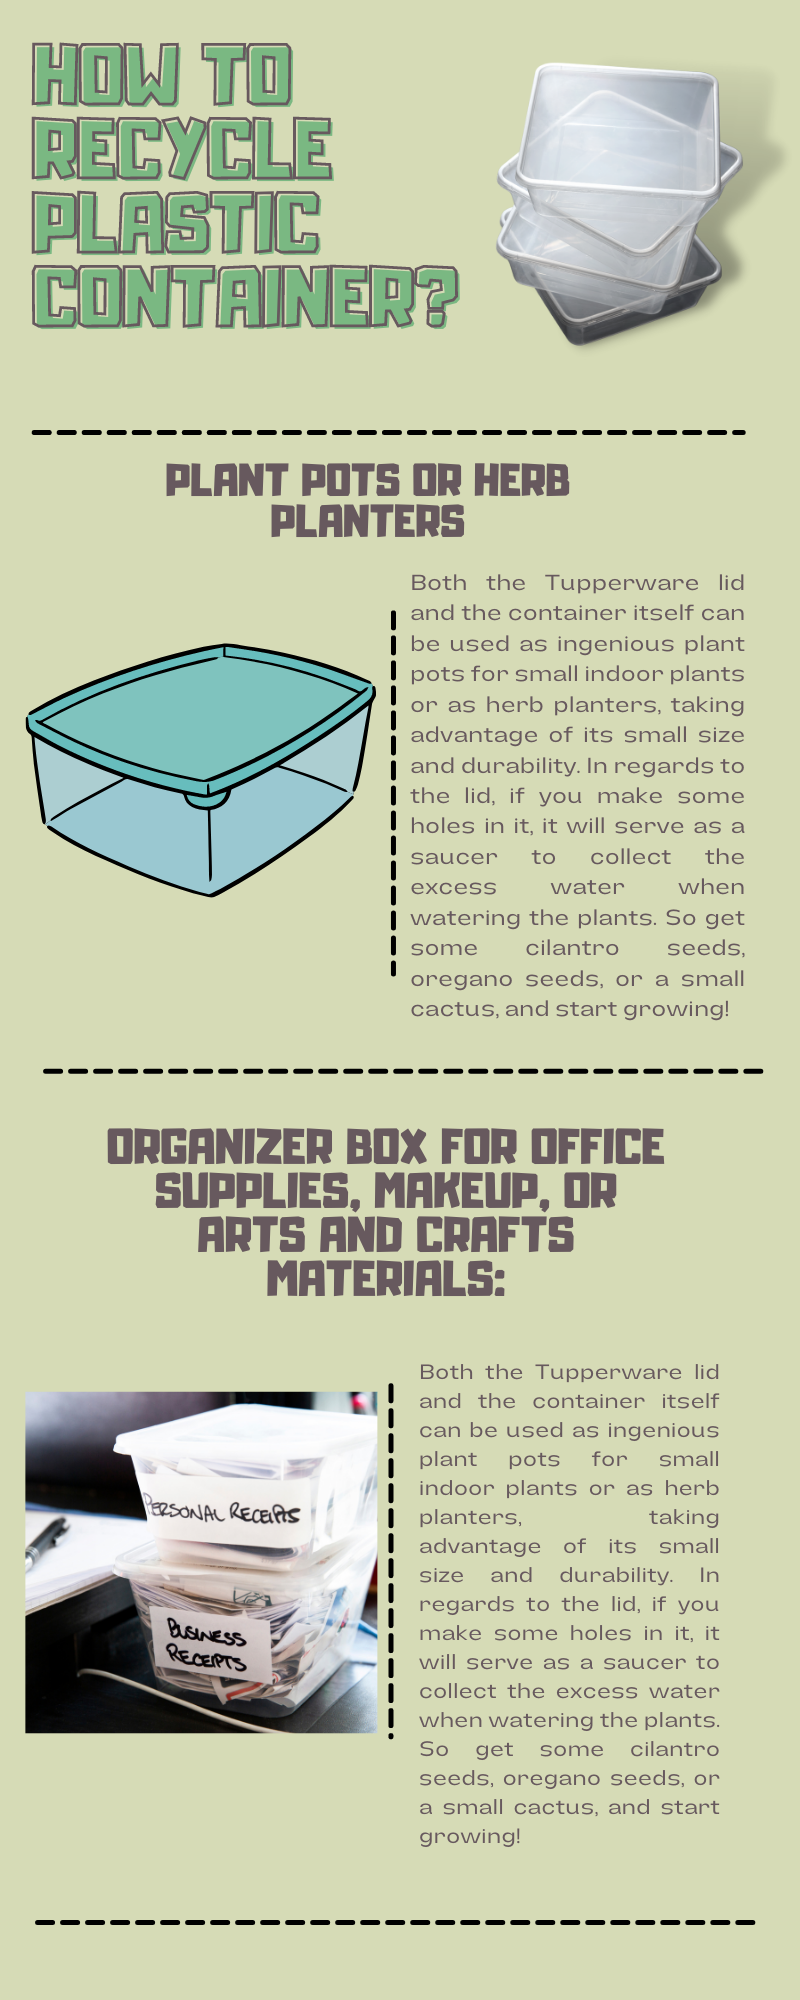 HOW TO
RECYCLE
PLASTIC
CONTAINER?
PLANT POTS OR HERB
PLANTERS
Both the Tupperware lid
and the container itself can
be used as ingenious plant
pots for small indoor plants
or as herb planters, taking
advantage of its small size
and durability. In regards to
the lid, if you make some
holes in it, it will serve as a
saucer to collect the
excess water when
watering the plants. So get
some cilantro seeds,
oregano seeds, or a small
cactus, and start growing!
ORGANIZER BOX FOR OFFICE
SUPPLIES, MAKEUP, OR
ARTS AND CRAFTS
MATERIALS:
PERSONAL RECEIPTS
BUSINESS
RECEIPTS
Both the Tupperware lid
and the container itself
can be used as ingenious
plant pots for small
indoor plants or as herb
planters, taking
advantage of its small
size and durability. In
regards to the lid, if you
make some holes in it, it
will serve as a saucer to
collect the excess water
when watering the plants.
So get some cilantro
seeds, oregano seeds, or
a small cactus, and start
growing!